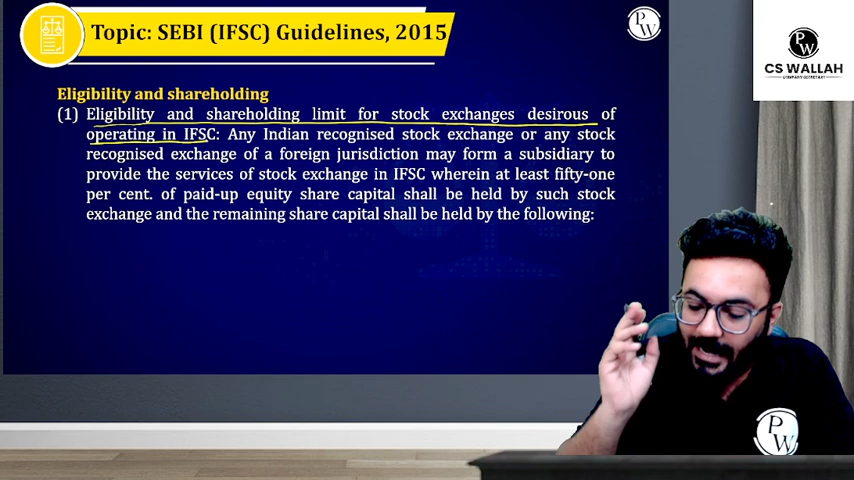 Topic: SEBI (IFSC) Guidelines, 2015
P
W
CS WALLAH
COMPANY SECRETARY
Eligibility and shareholding
(1) Eligibility and shareholding limit for stock exchanges desirous of
operating in IFSC: Any Indian recognised stock exchange or any stock
recognised exchange of a foreign jurisdiction may form a subsidiary to
provide the services of stock exchange in IFSC wherein at least fifty-one
per cent. of paid-up equity share capital shall be held by such stock
exchange and the remaining share capital shall be held by the following:
P
W
P
W